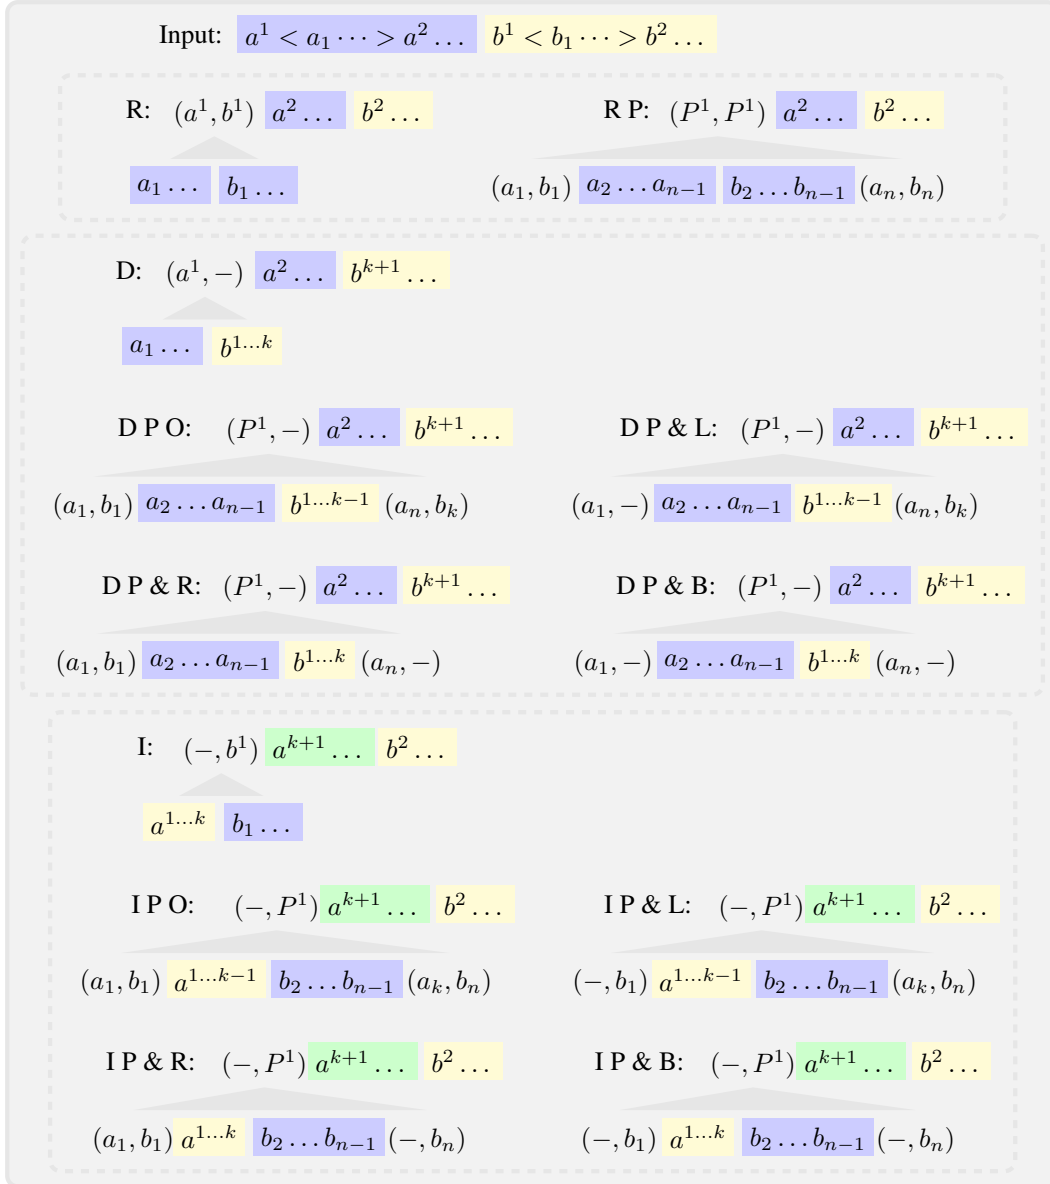 Input: a^1 < a_1 ⋯ > a^2 … b^1 < b_1 ⋯ > b^2 …
R: (a^1, b^1) a^2 … b^2 … R P: (P^1, P^1) a^2 … b^2 …
a_1 … b_1 … (a_1, b_1) a_2 … a_{n−1} b_2 … b_{n−1} (a_n, b_n)
D: (a^1, −) a^2 … b^{k+1} …
a_1 … b^{1…k}
D P O: (P^1, −) a^2 … b^{k+1} … D P & L: (P^1, −) a^2 … b^{k+1} …
(a_1, b_1) a_2 … a_{n−1} b^{1…k−1} (a_n, b_k) (a_1, −) a_2 … a_{n−1} b^{1…k−1} (a_n, b_k)
D P & R: (P^1, −) a^2 … b^{k+1} … D P & B: (P^1, −) a^2 … b^{k+1} …
(a_1, b_1) a_2 … a_{n−1} b^{1…k} (a_n, −) (a_1, −) a_2 … a_{n−1} b^{1…k} (a_n, −)
I: (−, b^1) a^{k+1} … b^2 …
a^{1…k} b_1 …
I P O: (−, P^1) a^{k+1} … b^2 … I P & L: (−, P^1) a^{k+1} … b^2 …
(a_1, b_1) a^{1…k−1} b_2 … b_{n−1} (a_k, b_n) (−, b_1) a^{1…k−1} b_2 … b_{n−1} (a_k, b_n)
I P & R: (−, P^1) a^{k+1} … b^2 … I P & B: (−, P^1) a^{k+1} … b^2 …
(a_1, b_1) a^{1…k} b_2 … b_{n−1} (−, b_n) (−, b_1) a^{1…k} b_2 … b_{n−1} (−, b_n)